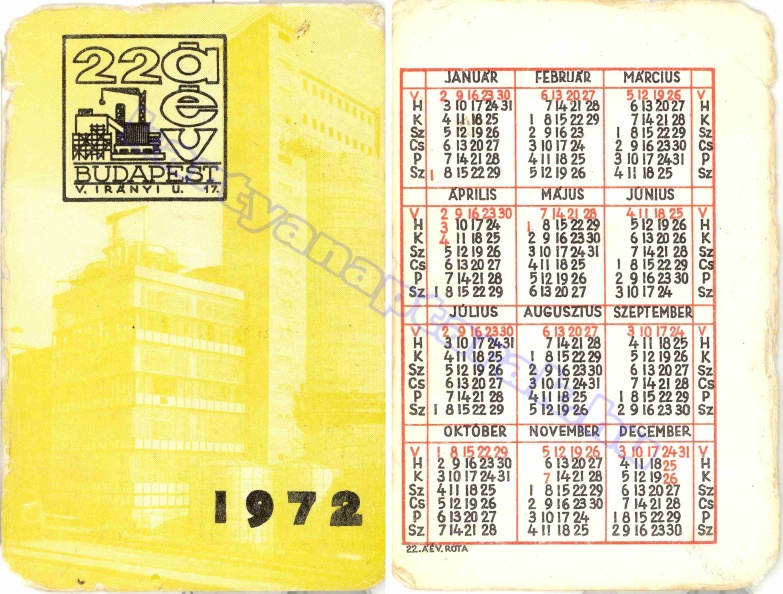 22 á
é
v
BUDAPEST
V. IRÁNYI U. 17.
1972
JANUÁR FEBRUÁR MÁRCIUS
V 2 9 16 23 30 6 13 20 27 5 12 19 26 V
H 3 10 17 24 31 7 14 21 28 6 13 20 27 H
K 4 11 18 25 1 8 15 22 29 7 14 21 28 K
Sz 5 12 19 26 2 9 16 23 1 8 15 22 29 Sz
Cs 6 13 20 27 3 10 17 24 2 9 16 23 30 Cs
P 7 14 21 28 4 11 18 25 3 10 17 24 31 P
Sz 1 8 15 22 29 5 12 19 26 4 11 18 25 Sz
ÁPRILIS MÁJUS JÚNIUS
V 2 9 16 23 30 7 14 21 28 4 11 18 25 V
H 3 10 17 24 1 8 15 22 29 5 12 19 26 H
K 4 11 18 25 2 9 16 23 30 6 13 20 27 K
Sz 5 12 19 26 3 10 17 24 31 7 14 21 28 Sz
Cs 6 13 20 27 4 11 18 25 1 8 15 22 29 Cs
P 7 14 21 28 5 12 19 26 2 9 16 23 30 P
Sz 1 8 15 22 29 6 13 20 27 3 10 17 24 Sz
JÚLIUS AUGUSZTUS SZEPTEMBER
V 2 9 16 23 30 6 13 20 27 3 10 17 24 V
H 3 10 17 24 31 7 14 21 28 4 11 18 25 H
K 4 11 18 25 1 8 15 22 29 5 12 19 26 K
Sz 5 12 19 26 2 9 16 23 30 6 13 20 27 Sz
Cs 6 13 20 27 3 10 17 24 31 7 14 21 28 Cs
P 7 14 21 28 4 11 18 25 1 8 15 22 29 P
Sz 1 8 15 22 29 5 12 19 26 2 9 16 23 30 Sz
OKTÓBER NOVEMBER DECEMBER
V 1 8 15 22 29 5 12 19 26 3 10 17 24 31 V
H 2 9 16 23 30 6 13 20 27 4 11 18 25 H
K 3 10 17 24 31 7 14 21 28 5 12 19 26 K
Sz 4 11 18 25 1 8 15 22 29 6 13 20 27 Sz
Cs 5 12 19 26 2 9 16 23 30 7 14 21 28 Cs
P 6 13 20 27 3 10 17 24 1 8 15 22 29 P
Sz 7 14 21 28 4 11 18 25 2 9 16 23 30 Sz
22. ÁÉV. ROTA